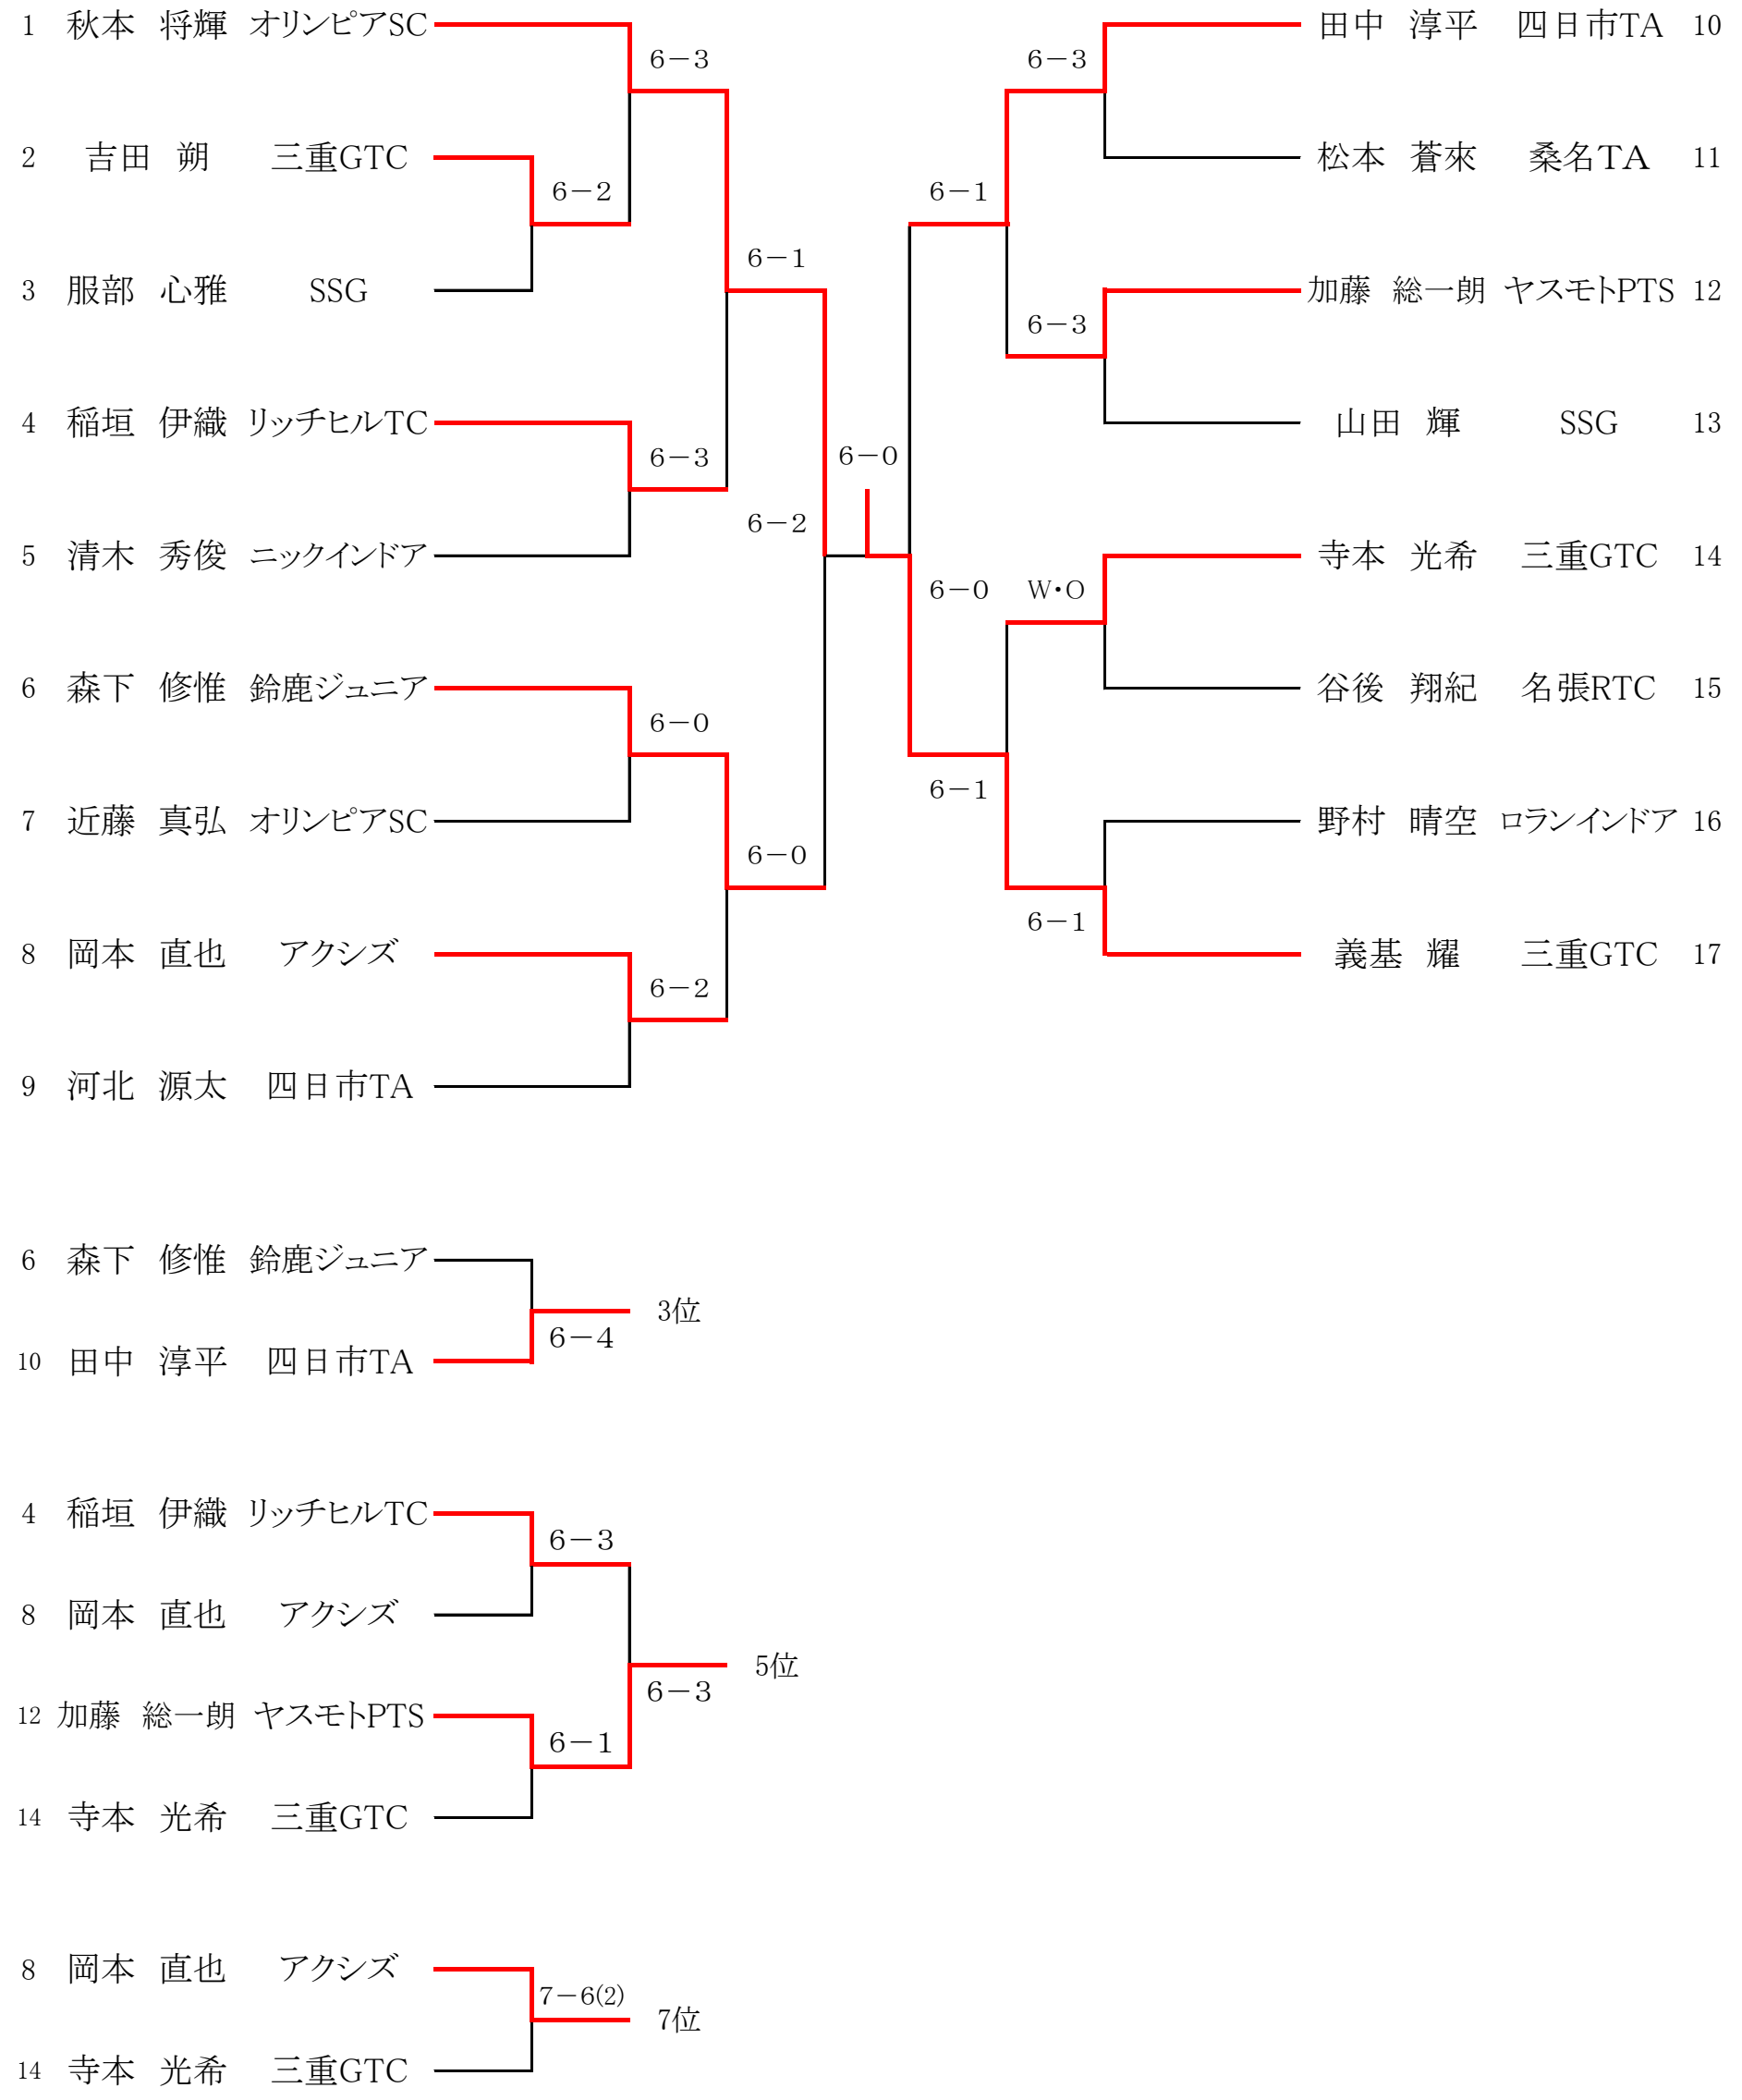 1 秋本 将輝 オリンピアSC 田中 淳平 四日市TA 10
6−3 6−3
2 吉田 朔 三重GTC 松本 蒼來 桑名TA 11
6−2 6−1
6−1
3 服部 心雅 SSG 加藤 総一朗 ヤスモトPTS 12
6−3
4 稲垣 伊織 リッチヒルTC 山田 輝 SSG 13
6−3 6−0
6−2
5 清木 秀俊 ニックインドア 寺本 光希 三重GTC 14
6−0 W・O
6 森下 修惟 鈴鹿ジュニア 谷後 翔紀 名張RTC 15
6−0
6−1
7 近藤 真弘 オリンピアSC 野村 晴空 ロランインドア 16
6−0
6−1
8 岡本 直也 アクシズ 義基 耀 三重GTC 17
6−2
9 河北 源太 四日市TA
6 森下 修惟 鈴鹿ジュニア
3位
6−4
10 田中 淳平 四日市TA
4 稲垣 伊織 リッチヒルTC
6−3
8 岡本 直也 アクシズ
5位
6−3
12 加藤 総一朗 ヤスモトPTS
6−1
14 寺本 光希 三重GTC
8 岡本 直也 アクシズ
7−6(2)
7位
14 寺本 光希 三重GTC